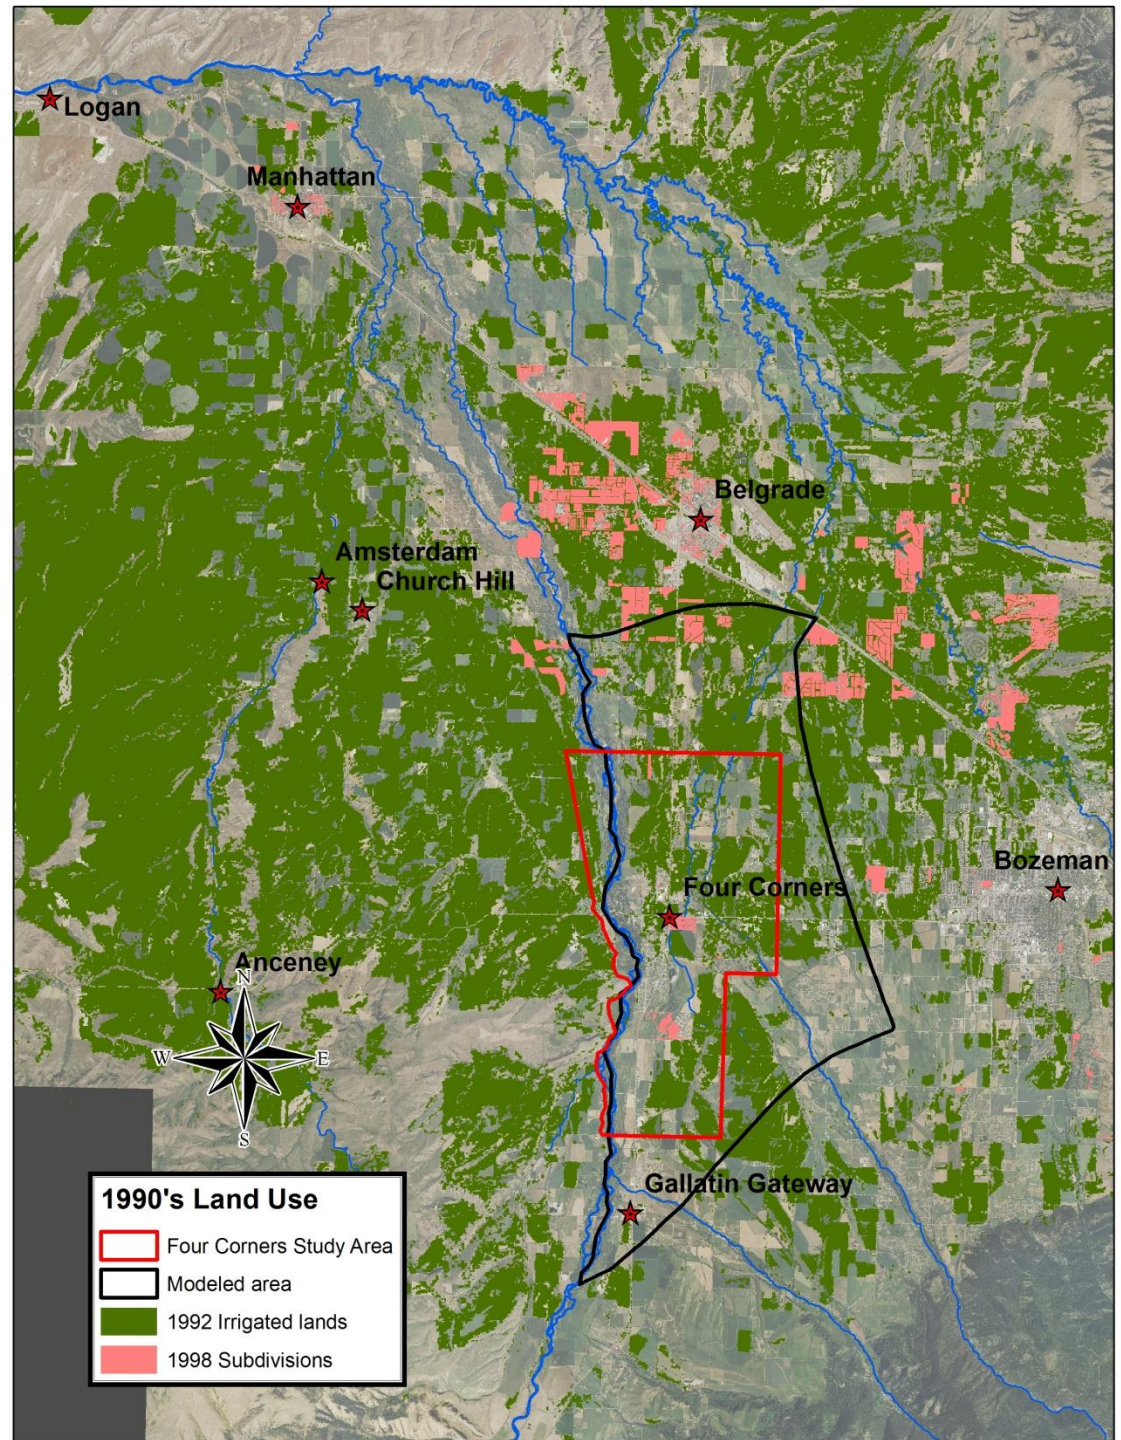 Logan
Manhattan
Belgrade
Amsterdam
Church Hill
Bozeman
Four Corners
Anceney
N
W
E
S
Gallatin Gateway
1990's Land Use
Four Corners Study Area
Modeled area
1992 Irrigated lands
1998 Subdivisions